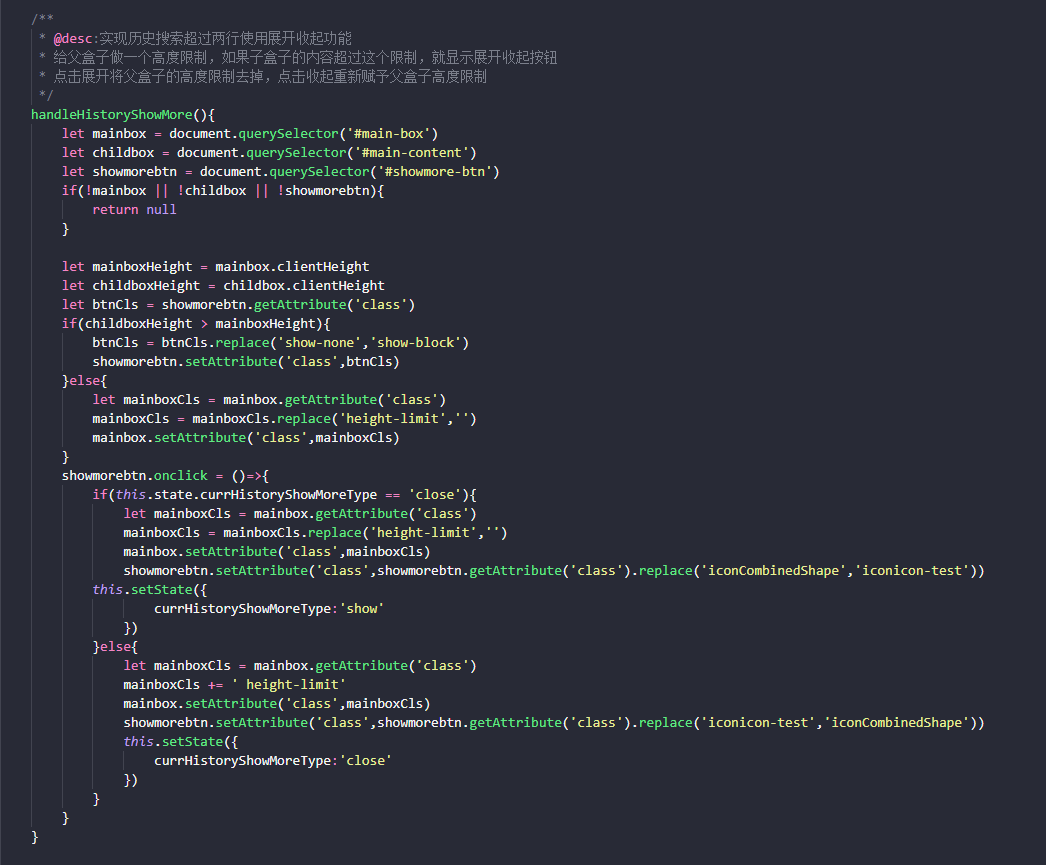 /**
 * @desc:实现历史搜索超过两行使用展开收起功能
 * 给父盒子做一个高度限制，如果子盒子的内容超过这个限制，就显示展开收起按钮
 * 点击展开将父盒子的高度限制去掉，点击收起重新赋予父盒子高度限制
 */
handleHistoryShowMore(){
    let mainbox = document.querySelector('#main-box')
    let childbox = document.querySelector('#main-content')
    let showmorebtn = document.querySelector('#showmore-btn')
    if(!mainbox || !childbox || !showmorebtn){
        return null
    }
    let mainboxHeight = mainbox.clientHeight
    let childboxHeight = childbox.clientHeight
    let btnCls = showmorebtn.getAttribute('class')
    if(childboxHeight > mainboxHeight){
        btnCls = btnCls.replace('show-none','show-block')
        showmorebtn.setAttribute('class',btnCls)
    }else{
        let mainboxCls = mainbox.getAttribute('class')
        mainboxCls = mainboxCls.replace('height-limit','')
        mainbox.setAttribute('class',mainboxCls)
    }
    showmorebtn.onclick = ()=>{
        if(this.state.currHistoryShowMoreType == 'close'){
            let mainboxCls = mainbox.getAttribute('class')
            mainboxCls = mainboxCls.replace('height-limit','')
            mainbox.setAttribute('class',mainboxCls)
            showmorebtn.setAttribute('class',showmorebtn.getAttribute('class').replace('iconCombinedShape','iconicon-test'))
        this.setState({
                currHistoryShowMoreType:'show'
            })
        }else{
            let mainboxCls = mainbox.getAttribute('class')
            mainboxCls += ' height-limit'
            mainbox.setAttribute('class',mainboxCls)
            showmorebtn.setAttribute('class',showmorebtn.getAttribute('class').replace('iconicon-test','iconCombinedShape'))
            this.setState({
                currHistoryShowMoreType:'close'
            })
        }
    }
}